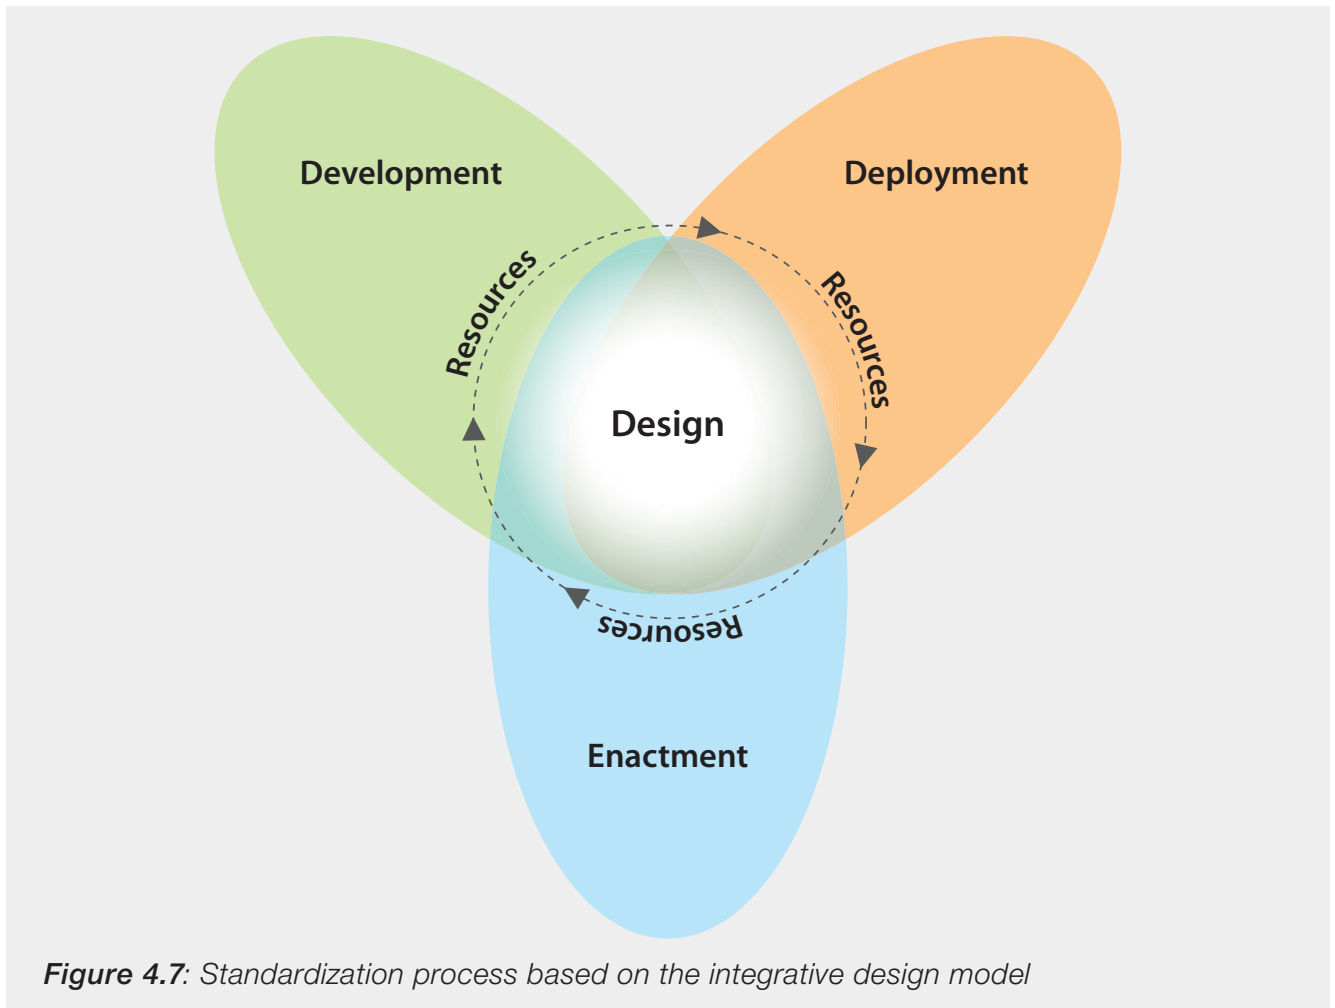 Development
Deployment
Resources
Resources
Design
Resources
Enactment
Figure 4.7: Standardization process based on the integrative design model